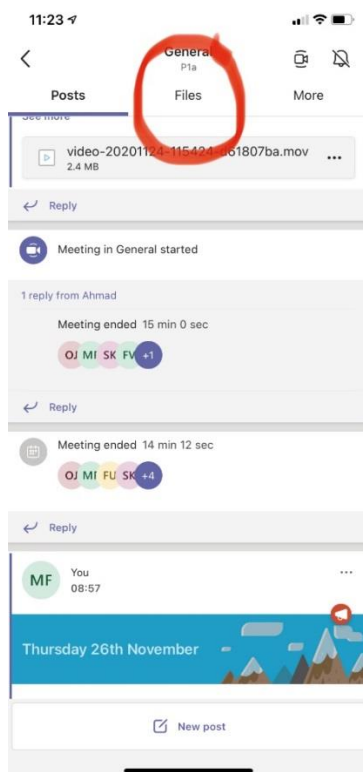 11:23
General
P1a
Posts Files More
See more
video-20201124-115424-d61807ba.mov
2.4 MB
Reply
Meeting in General started
1 reply from Ahmad
Meeting ended 15 min 0 sec
OJ MI SK FV +1
Reply
Meeting ended 14 min 12 sec
OJ MI FU SK +4
Reply
MF You
08:57
Thursday 26th November
New post